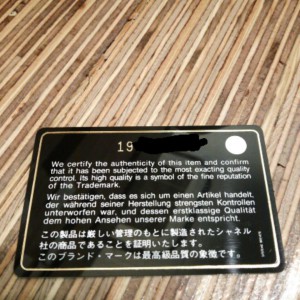 19
We certify the authenticity of this item and confirm
that it has been subjected to the most exacting quality
control. Its high quality is a symbol of the fine reputation
of the Trademark.
Wir bestätigen, dass es sich um einen Artikel handelt,
der während seiner Herstellung strengsten Kontrollen
unterworfen war, und dessen erstklassige Qualität
dem hohen Ansehen unserer Marke entspricht.
この製品は厳しい管理のもとに製造されたシャネル
社の商品であることを証明いたします。
このブランド・マークは最高級品質の象徴です。